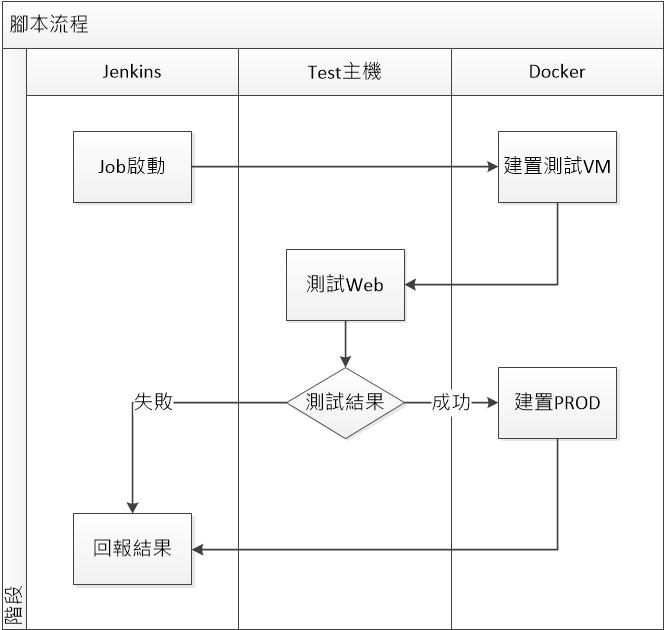 腳本流程
Jenkins
Test主機
Docker
Job啟動
建置測試VM
測試Web
失敗
測試結果
成功
建置PROD
回報結果
階段